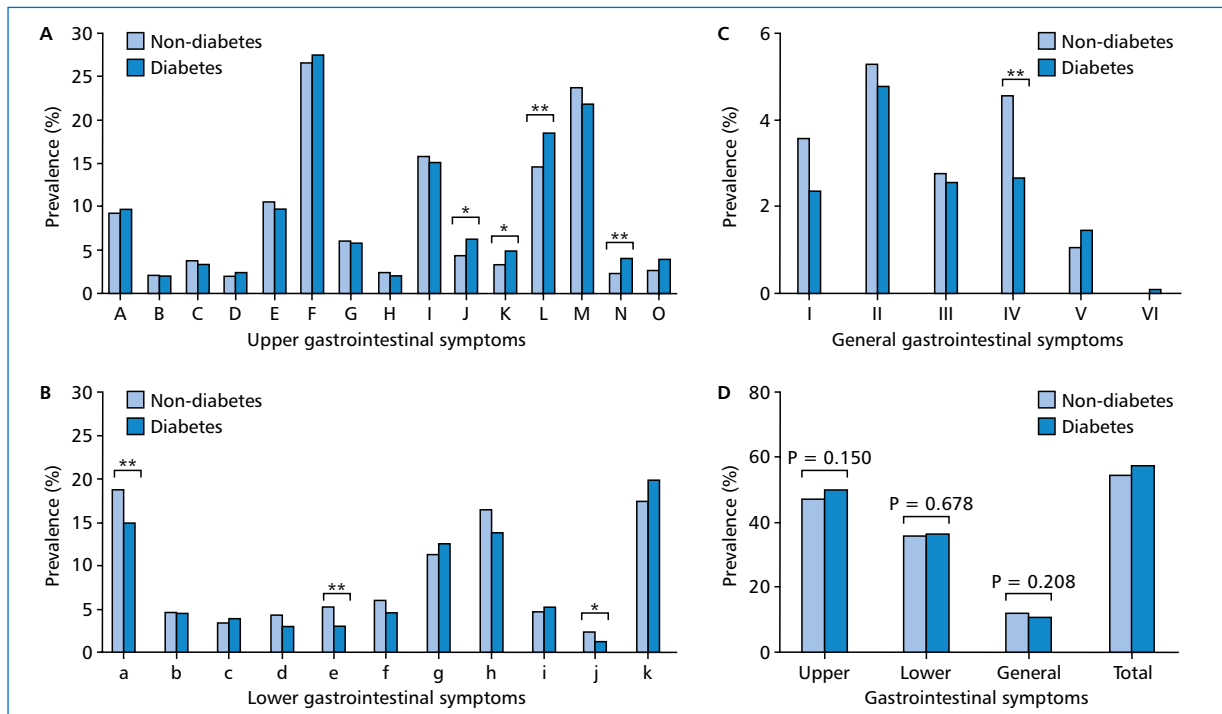 A
Non-diabetes
Diabetes
Prevalence (%)
30
25
20
15
10
5
0
*
*
**
**
A B C D E F G H I J K L M N O
Upper gastrointestinal symptoms
C
Non-diabetes
Diabetes
Prevalence (%)
6
4
2
0
**
I II III IV V VI
General gastrointestinal symptoms
B
Non-diabetes
Diabetes
Prevalence (%)
30
25
20
15
10
5
0
**
**
*
a b c d e f g h i j k
Lower gastrointestinal symptoms
D
Non-diabetes
Diabetes
Prevalence (%)
80
60
40
20
0
P = 0.150
P = 0.678
P = 0.208
Upper Lower General Total
Gastrointestinal symptoms